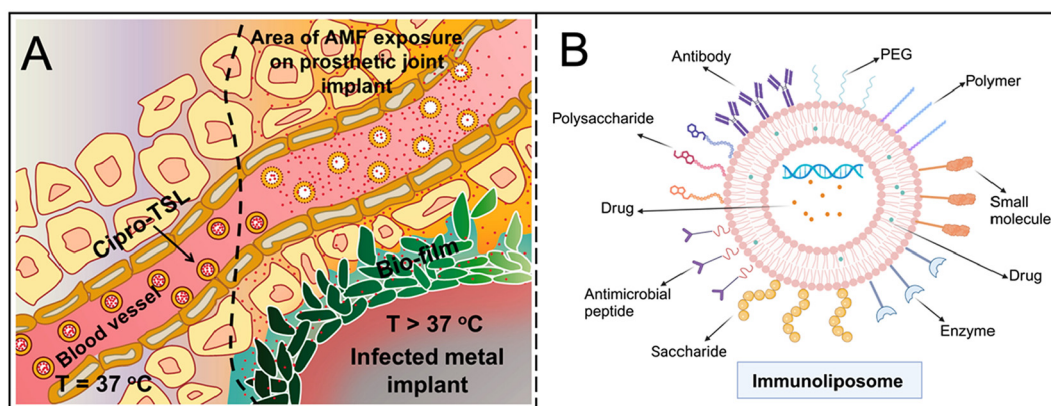 A
Area of AMF exposure
on prosthetic joint
implant
Cipro-TSL
Blood vessel
T = 37 °C
Bio-film
T > 37 °C
Infected metal
implant
B
Antibody
PEG
Polymer
Polysaccharide
Drug
Small
molecule
Antimicrobial
peptide
Drug
Saccharide
Enzyme
Immunoliposome